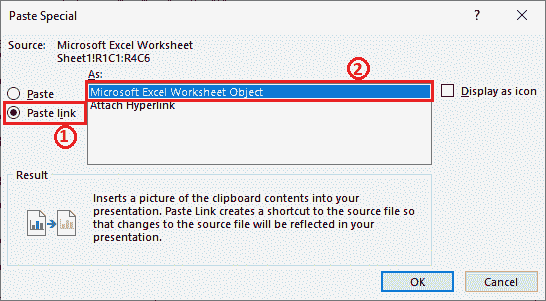 Paste Special
Source: Microsoft Excel Worksheet
Sheet1!R1C1:R4C6
As:
Paste
Paste link
1
2
Microsoft Excel Worksheet Object
Attach Hyperlink
Display as icon
Result
Inserts a picture of the clipboard contents into your
presentation. Paste Link creates a shortcut to the source file so
that changes to the source file will be reflected in your
presentation.
OK
Cancel